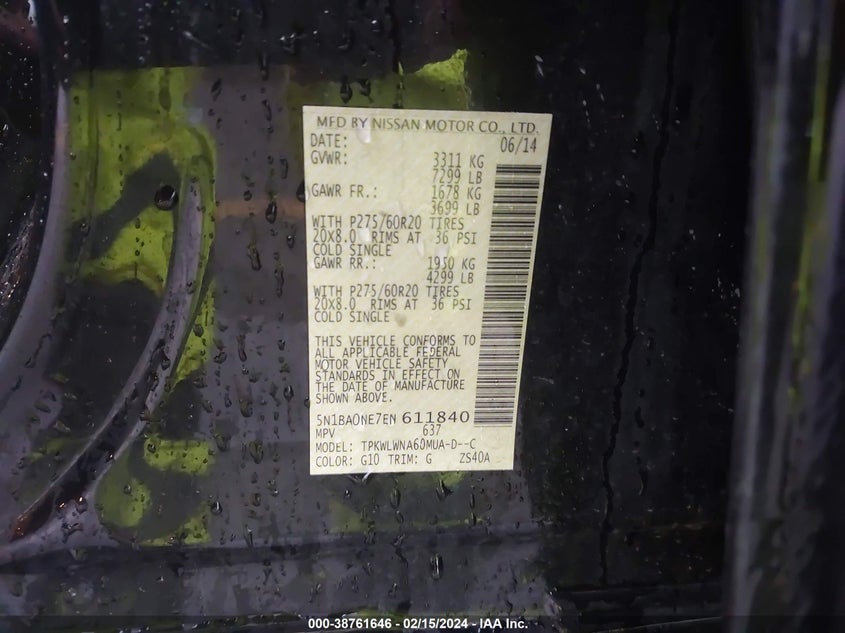 MFD BY NISSAN MOTOR CO., LTD.
DATE: 06/14
GVWR: 3311 KG
7299 LB
GAWR FR.: 1678 KG
3699 LB
WITH P275/60R20 TIRES
20X8.0 RIMS AT 36 PSI
COLD SINGLE
GAWR RR.: 1950 KG
4299 LB
WITH P275/60R20 TIRES
20X8.0 RIMS AT 36 PSI
COLD SINGLE
THIS VEHICLE CONFORMS TO
ALL APPLICABLE FEDERAL
MOTOR VEHICLE SAFETY
STANDARDS IN EFFECT ON
THE DATE OF MANUFACTURE
SHOWN ABOVE.
5N1BA0NE7EN 611840
MPV 637
MODEL: TPKWLWNA60MUA-D--C
COLOR: G10 TRIM: G ZS40A
000-38761646 - 02/15/2024 - IAA Inc.